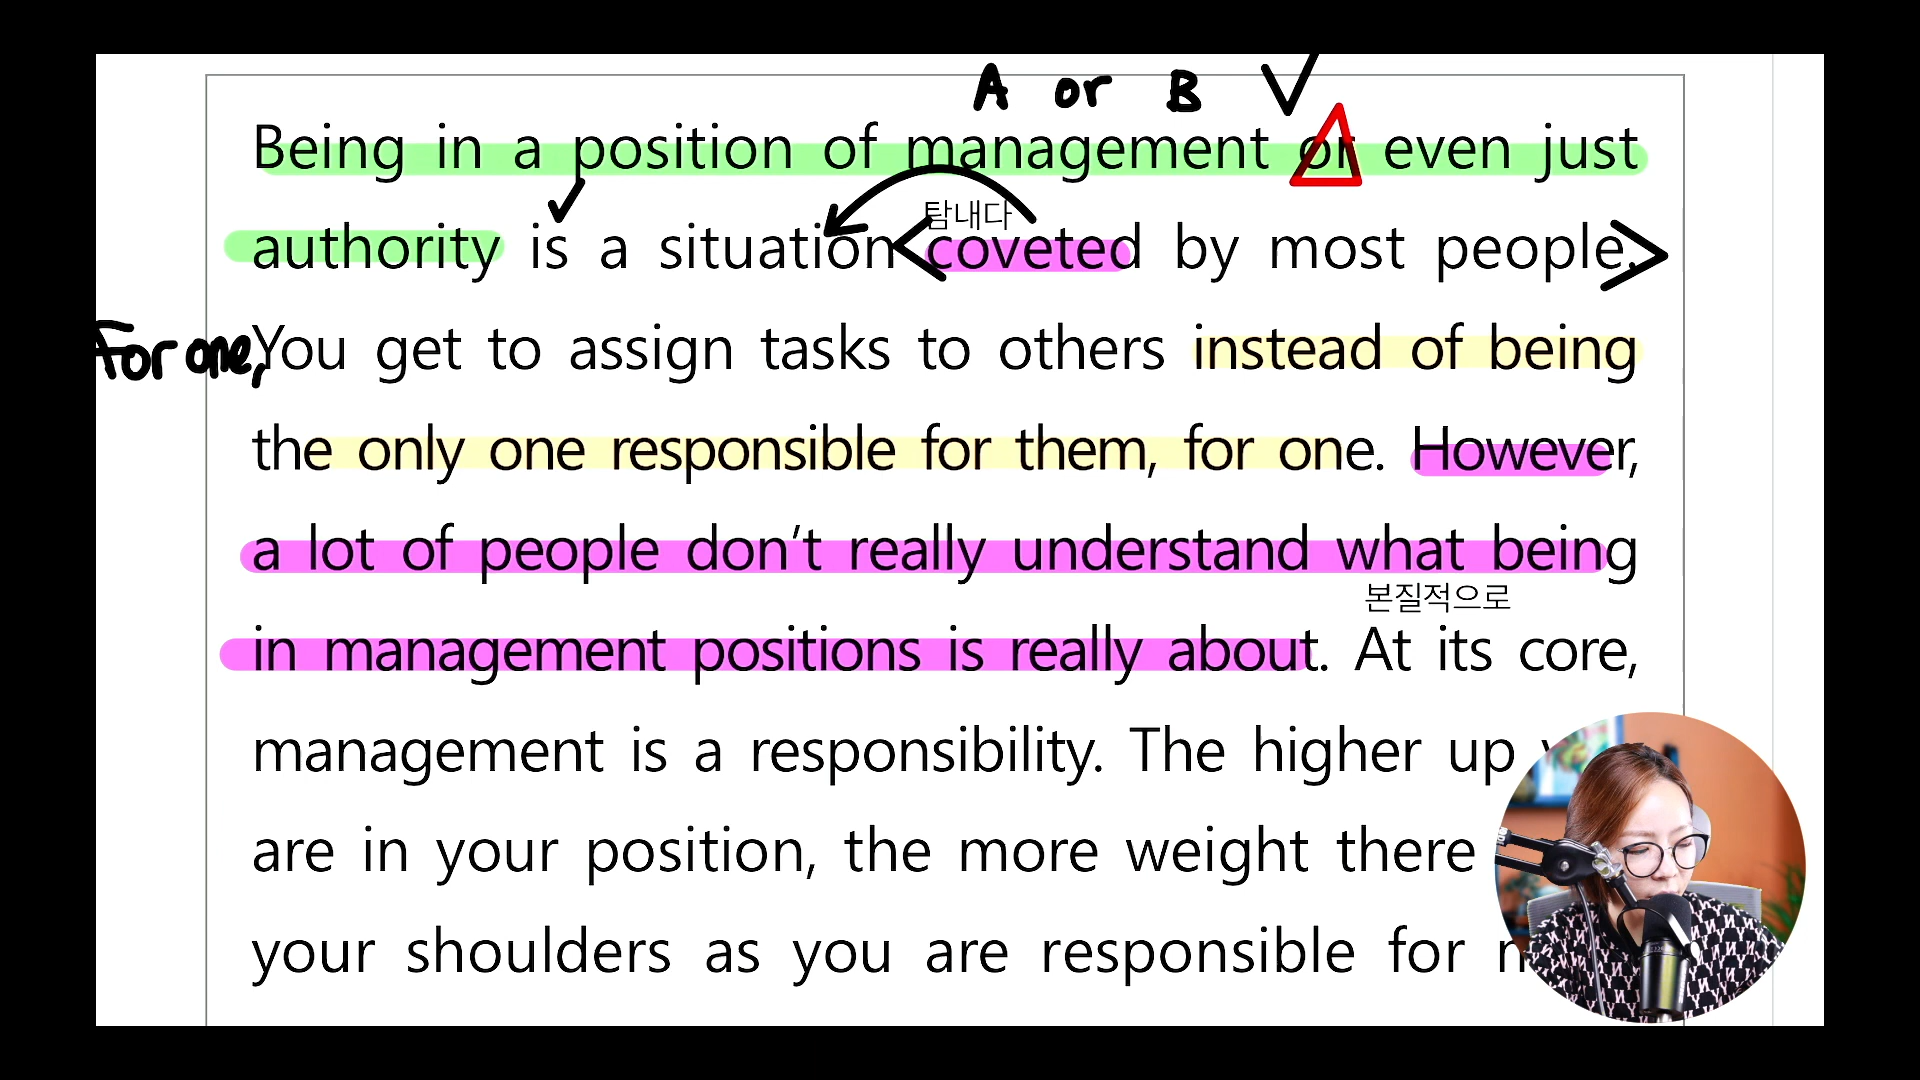 A or B
Being in a position of management or even just
탐내다
authority is a situation coveted by most people.
For one,
You get to assign tasks to others instead of being
the only one responsible for them, for one. However,
a lot of people don't really understand what being
본질적으로
in management positions is really about. At its core,
management is a responsibility. The higher up
are in your position, the more weight there
your shoulders as you are responsible for